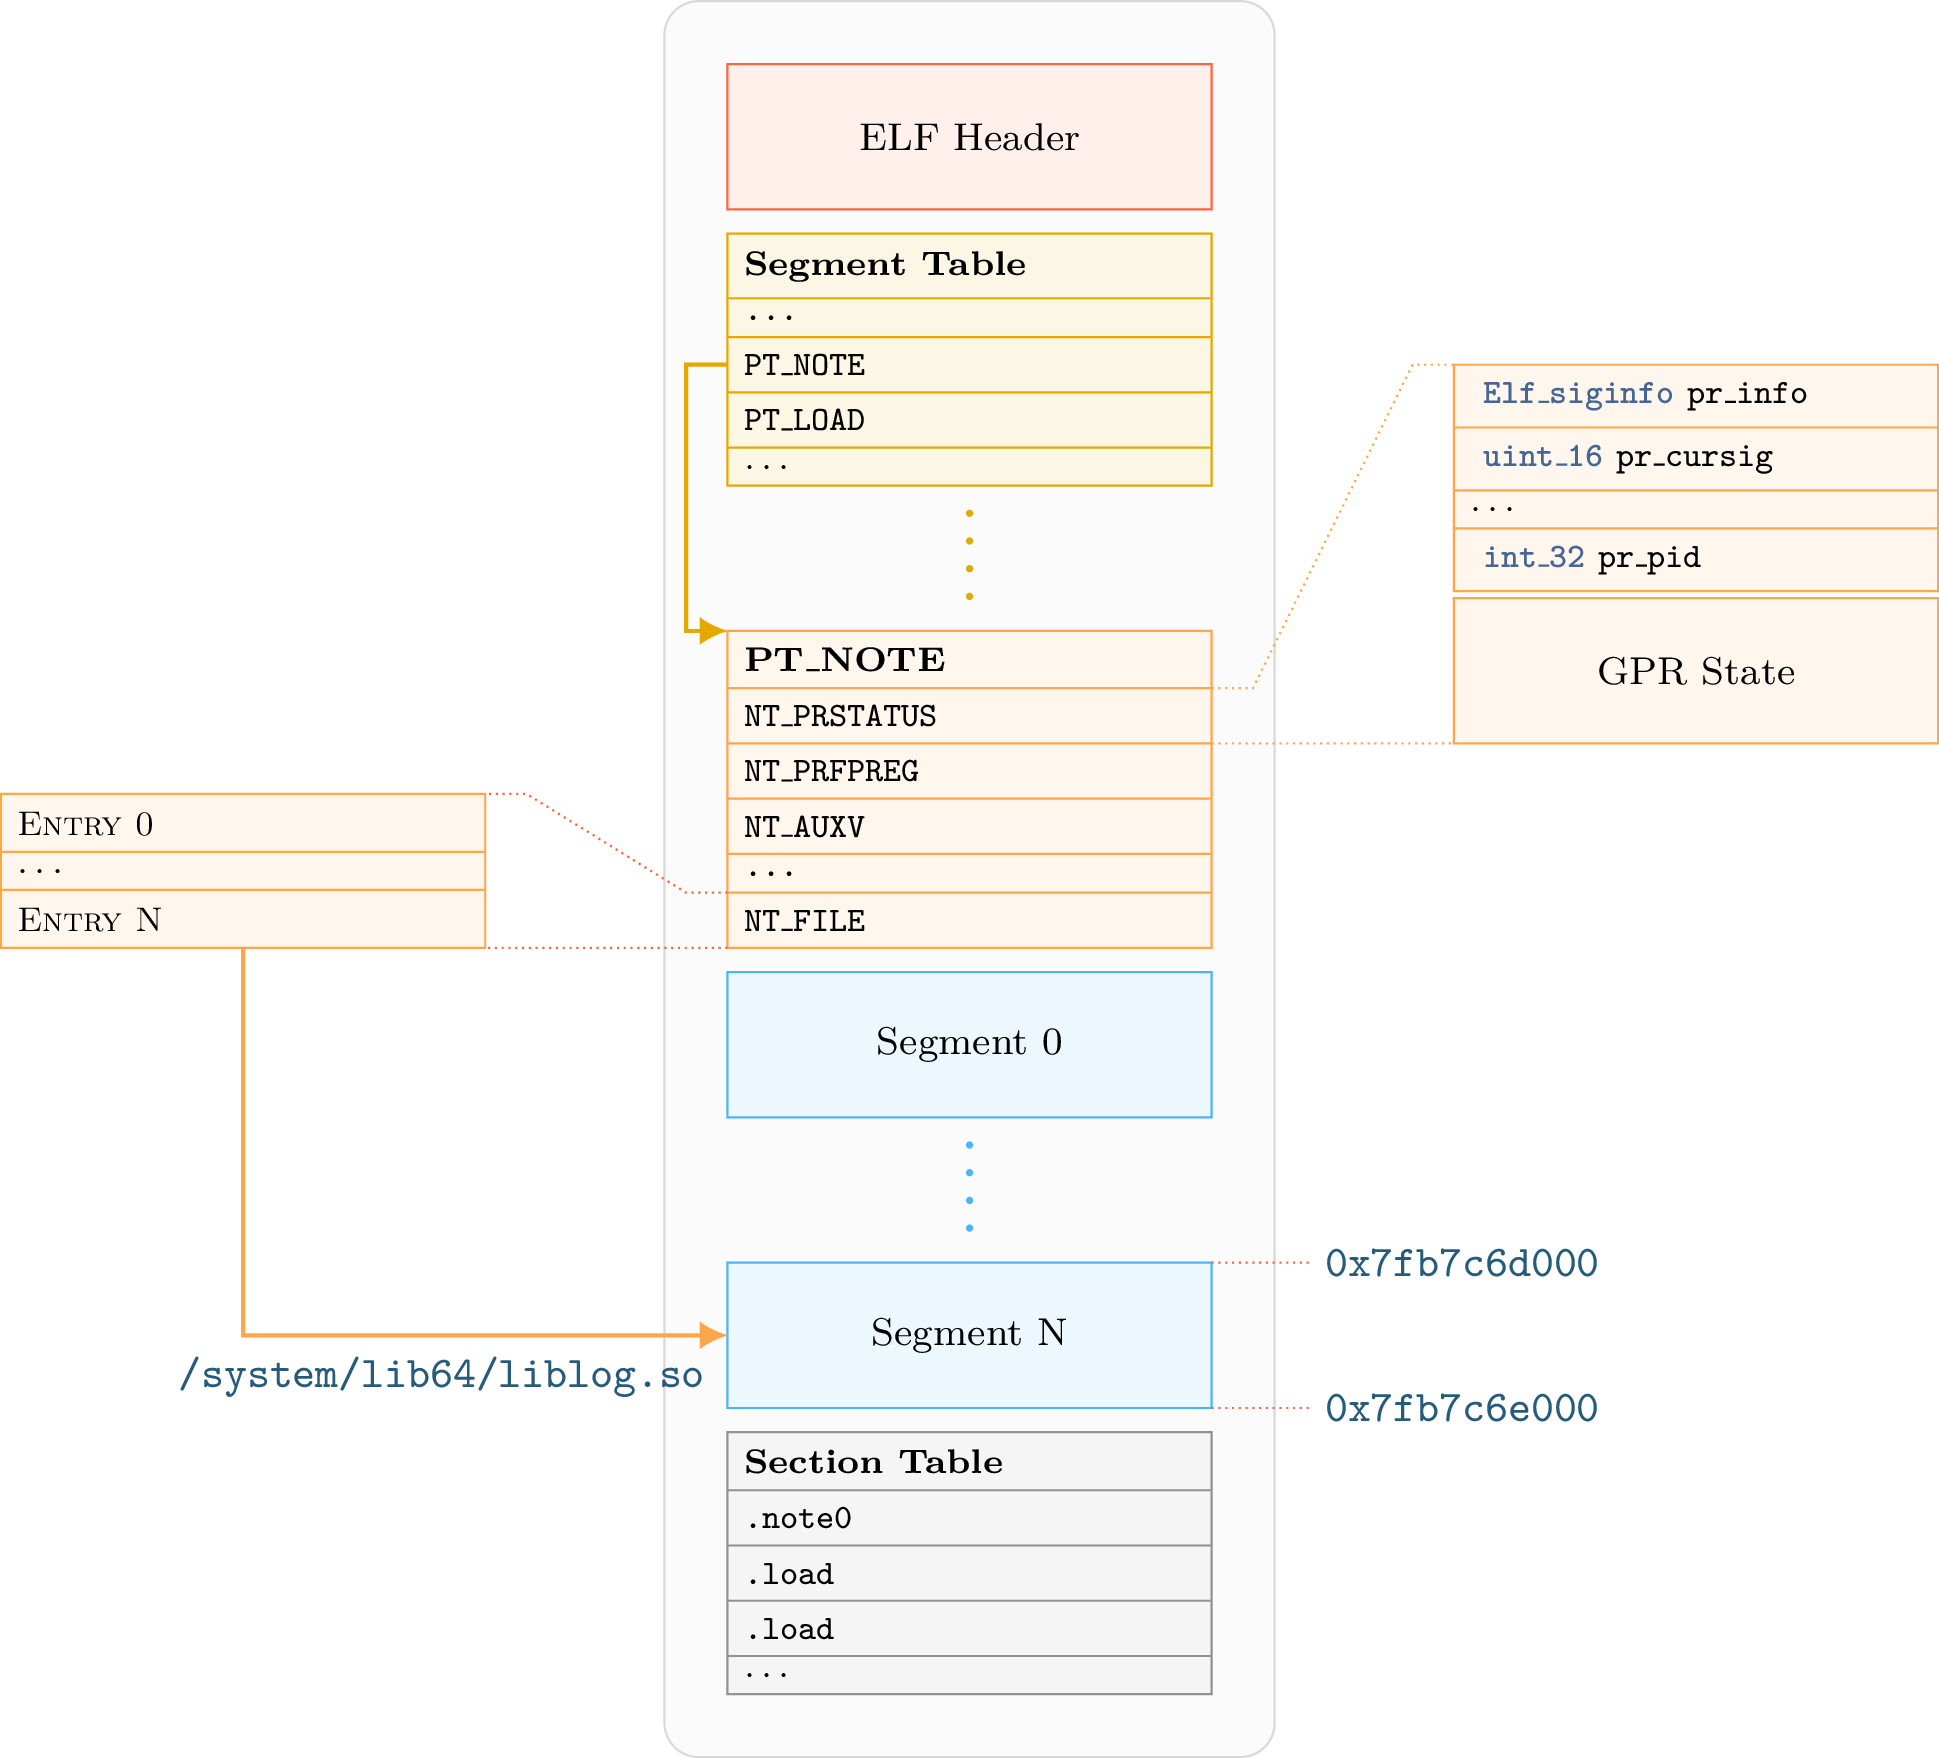 ELF Header
Segment Table
...
PT_NOTE
PT_LOAD
...
Elf_siginfo pr_info
uint_16 pr_cursig
...
int_32 pr_pid
GPR State
PT_NOTE
NT_PRSTATUS
NT_PRFPREG
NT_AUXV
...
NT_FILE
ENTRY 0
...
ENTRY N
Segment 0
Segment N
0x7fb7c6d000
0x7fb7c6e000
/system/lib64/liblog.so
Section Table
.note0
.load
.load
...